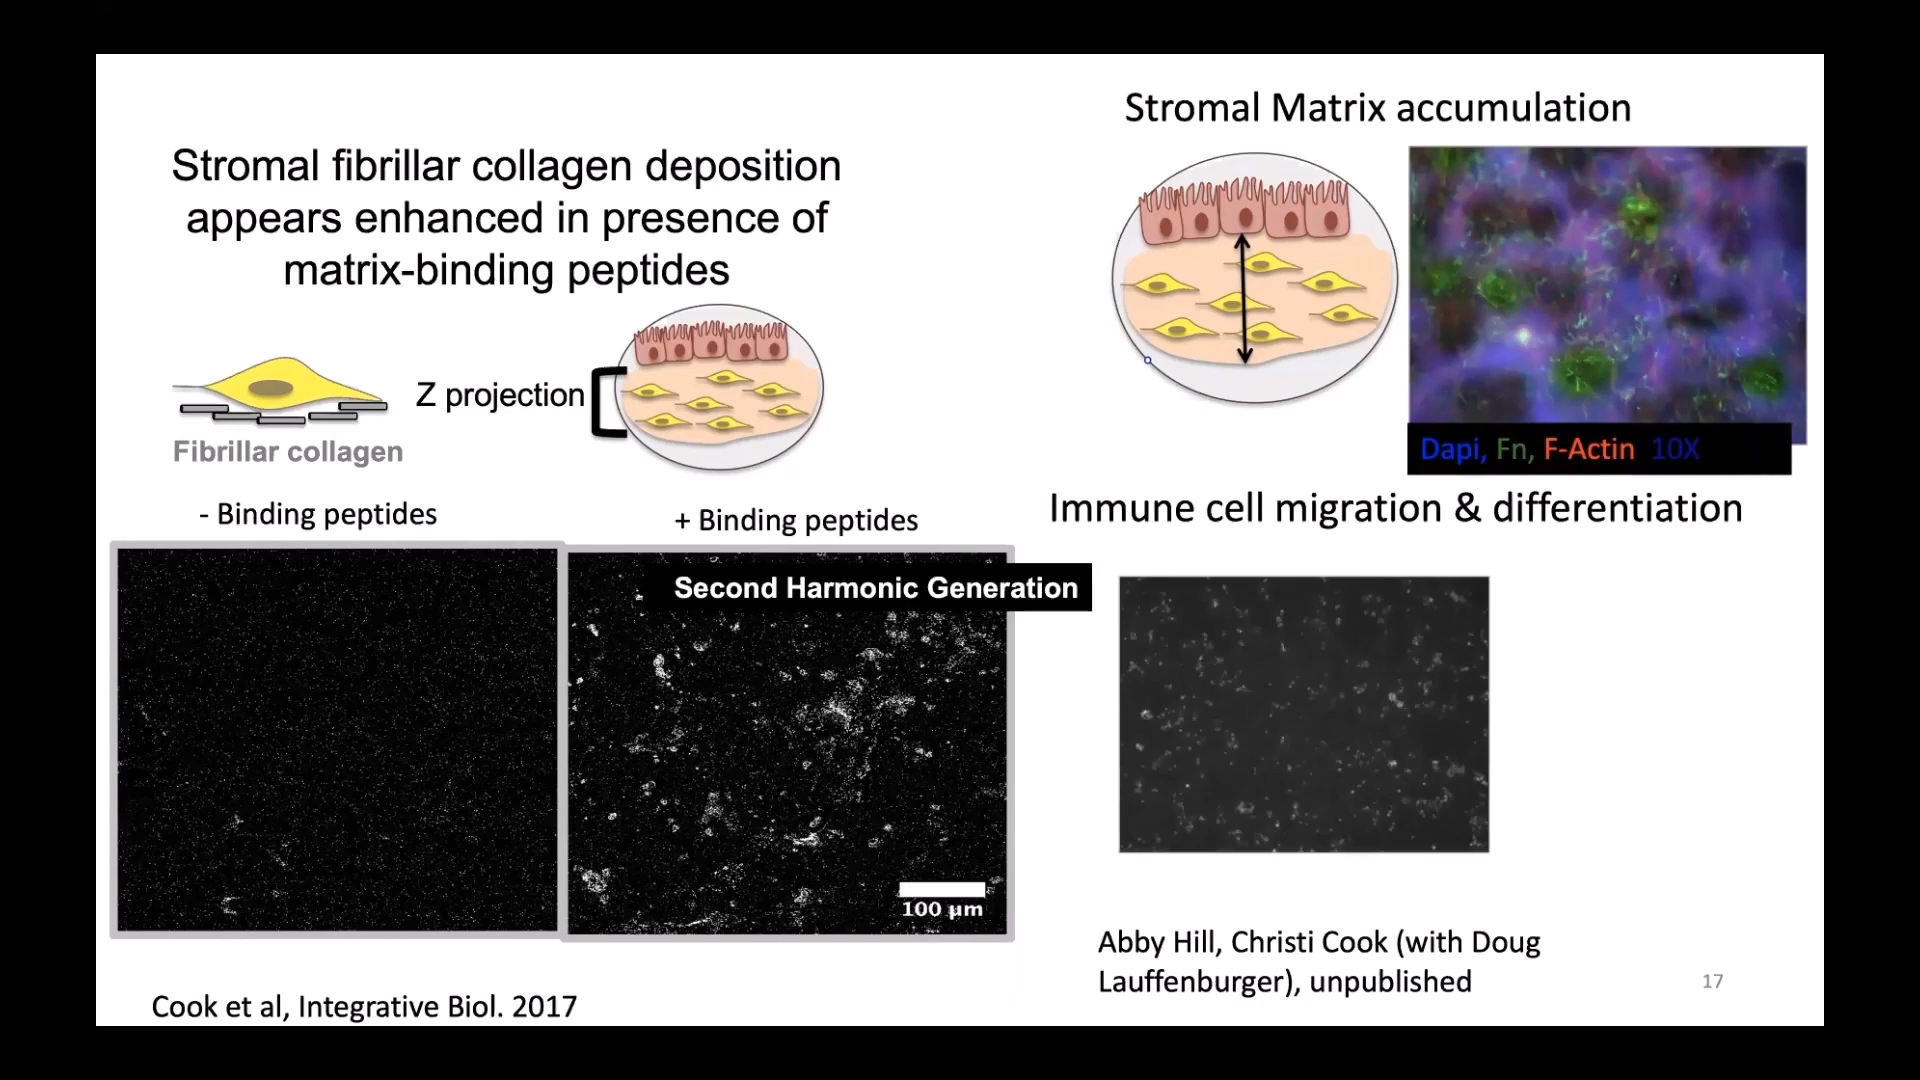 Stromal fibrillar collagen deposition
appears enhanced in presence of
matrix-binding peptides
Z projection
Fibrillar collagen
- Binding peptides
+ Binding peptides
Second Harmonic Generation
100 µm
Cook et al, Integrative Biol. 2017
Stromal Matrix accumulation
Dapi, Fn, F-Actin 10X
Immune cell migration & differentiation
Abby Hill, Christi Cook (with Doug
Lauffenburger), unpublished
17